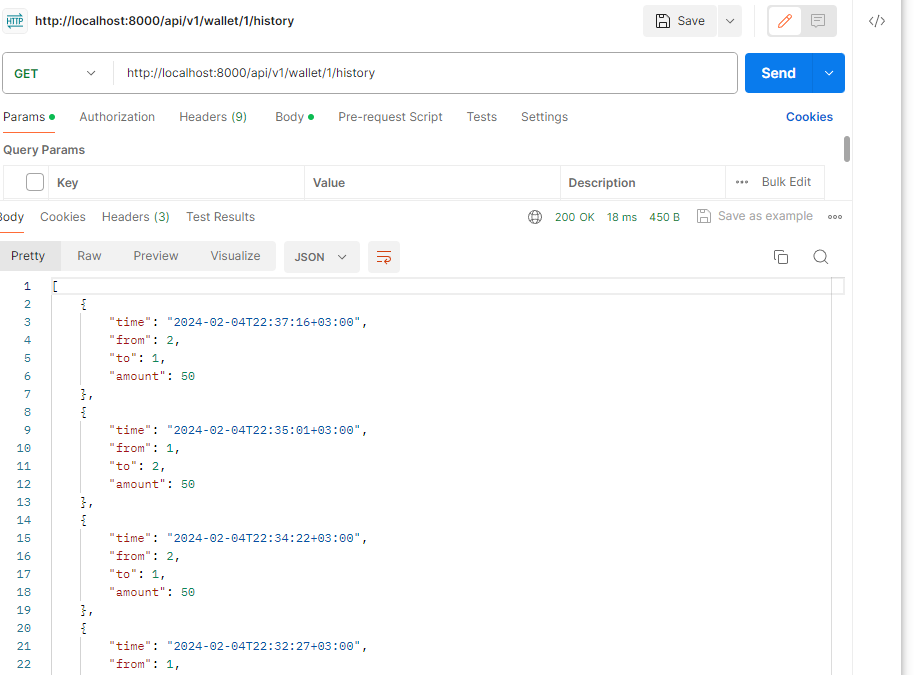 HTTP http://localhost:8000/api/v1/wallet/1/history Save </>
GET http://localhost:8000/api/v1/wallet/1/history Send
Params Authorization Headers (9) Body Pre-request Script Tests Settings Cookies
Query Params
Key Value Description ••• Bulk Edit
Body Cookies Headers (3) Test Results 200 OK 18 ms 450 B Save as example
Pretty Raw Preview Visualize JSON
1 [
2 {
3 "time": "2024-02-04T22:37:16+03:00",
4 "from": 2,
5 "to": 1,
6 "amount": 50
7 },
8 {
9 "time": "2024-02-04T22:35:01+03:00",
10 "from": 1,
11 "to": 2,
12 "amount": 50
13 },
14 {
15 "time": "2024-02-04T22:34:22+03:00",
16 "from": 2,
17 "to": 1,
18 "amount": 50
19 },
20 {
21 "time": "2024-02-04T22:32:27+03:00",
22 "from": 1,